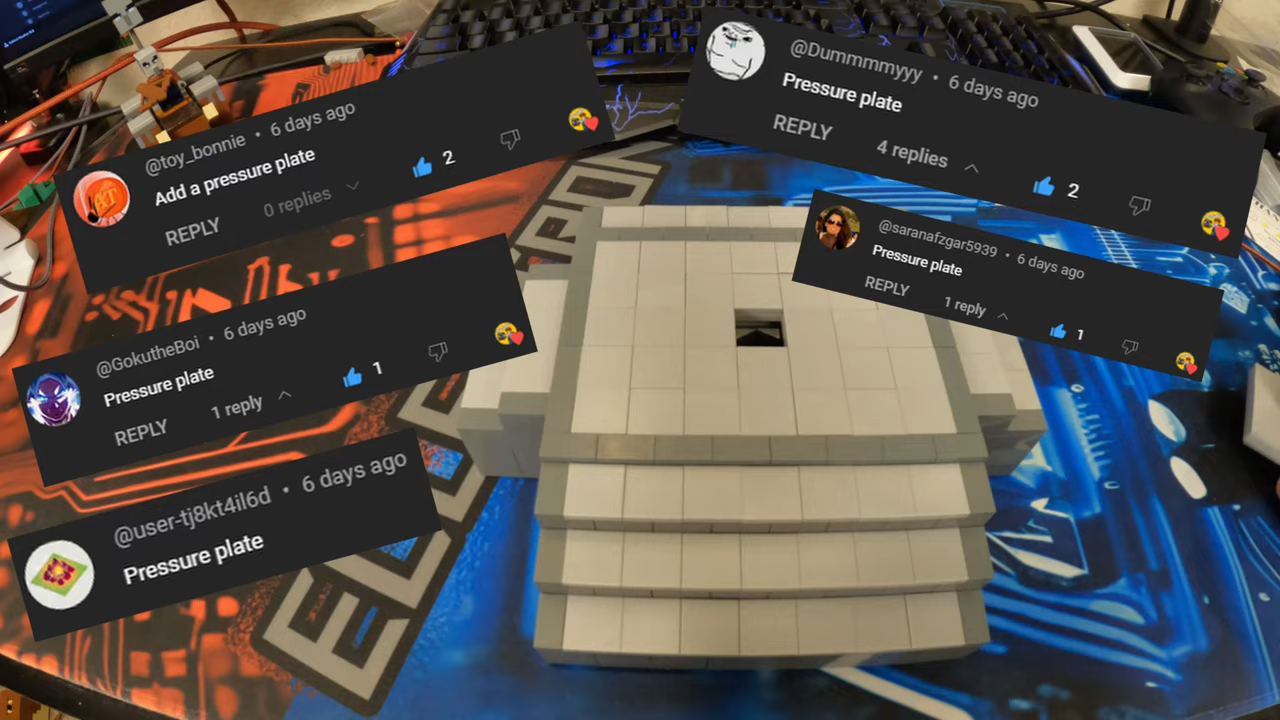 @toy_bonnie • 6 days ago
Add a pressure plate
REPLY 0 replies
2
@GokutheBoi • 6 days ago
Pressure plate
REPLY 1 reply
1
@user-tj8kt4il6d • 6 days ago
Pressure plate
@Dummmmyyy • 6 days ago
Pressure plate
REPLY 4 replies
2
@saranafzgar5939 • 6 days ago
Pressure plate
REPLY 1 reply
1